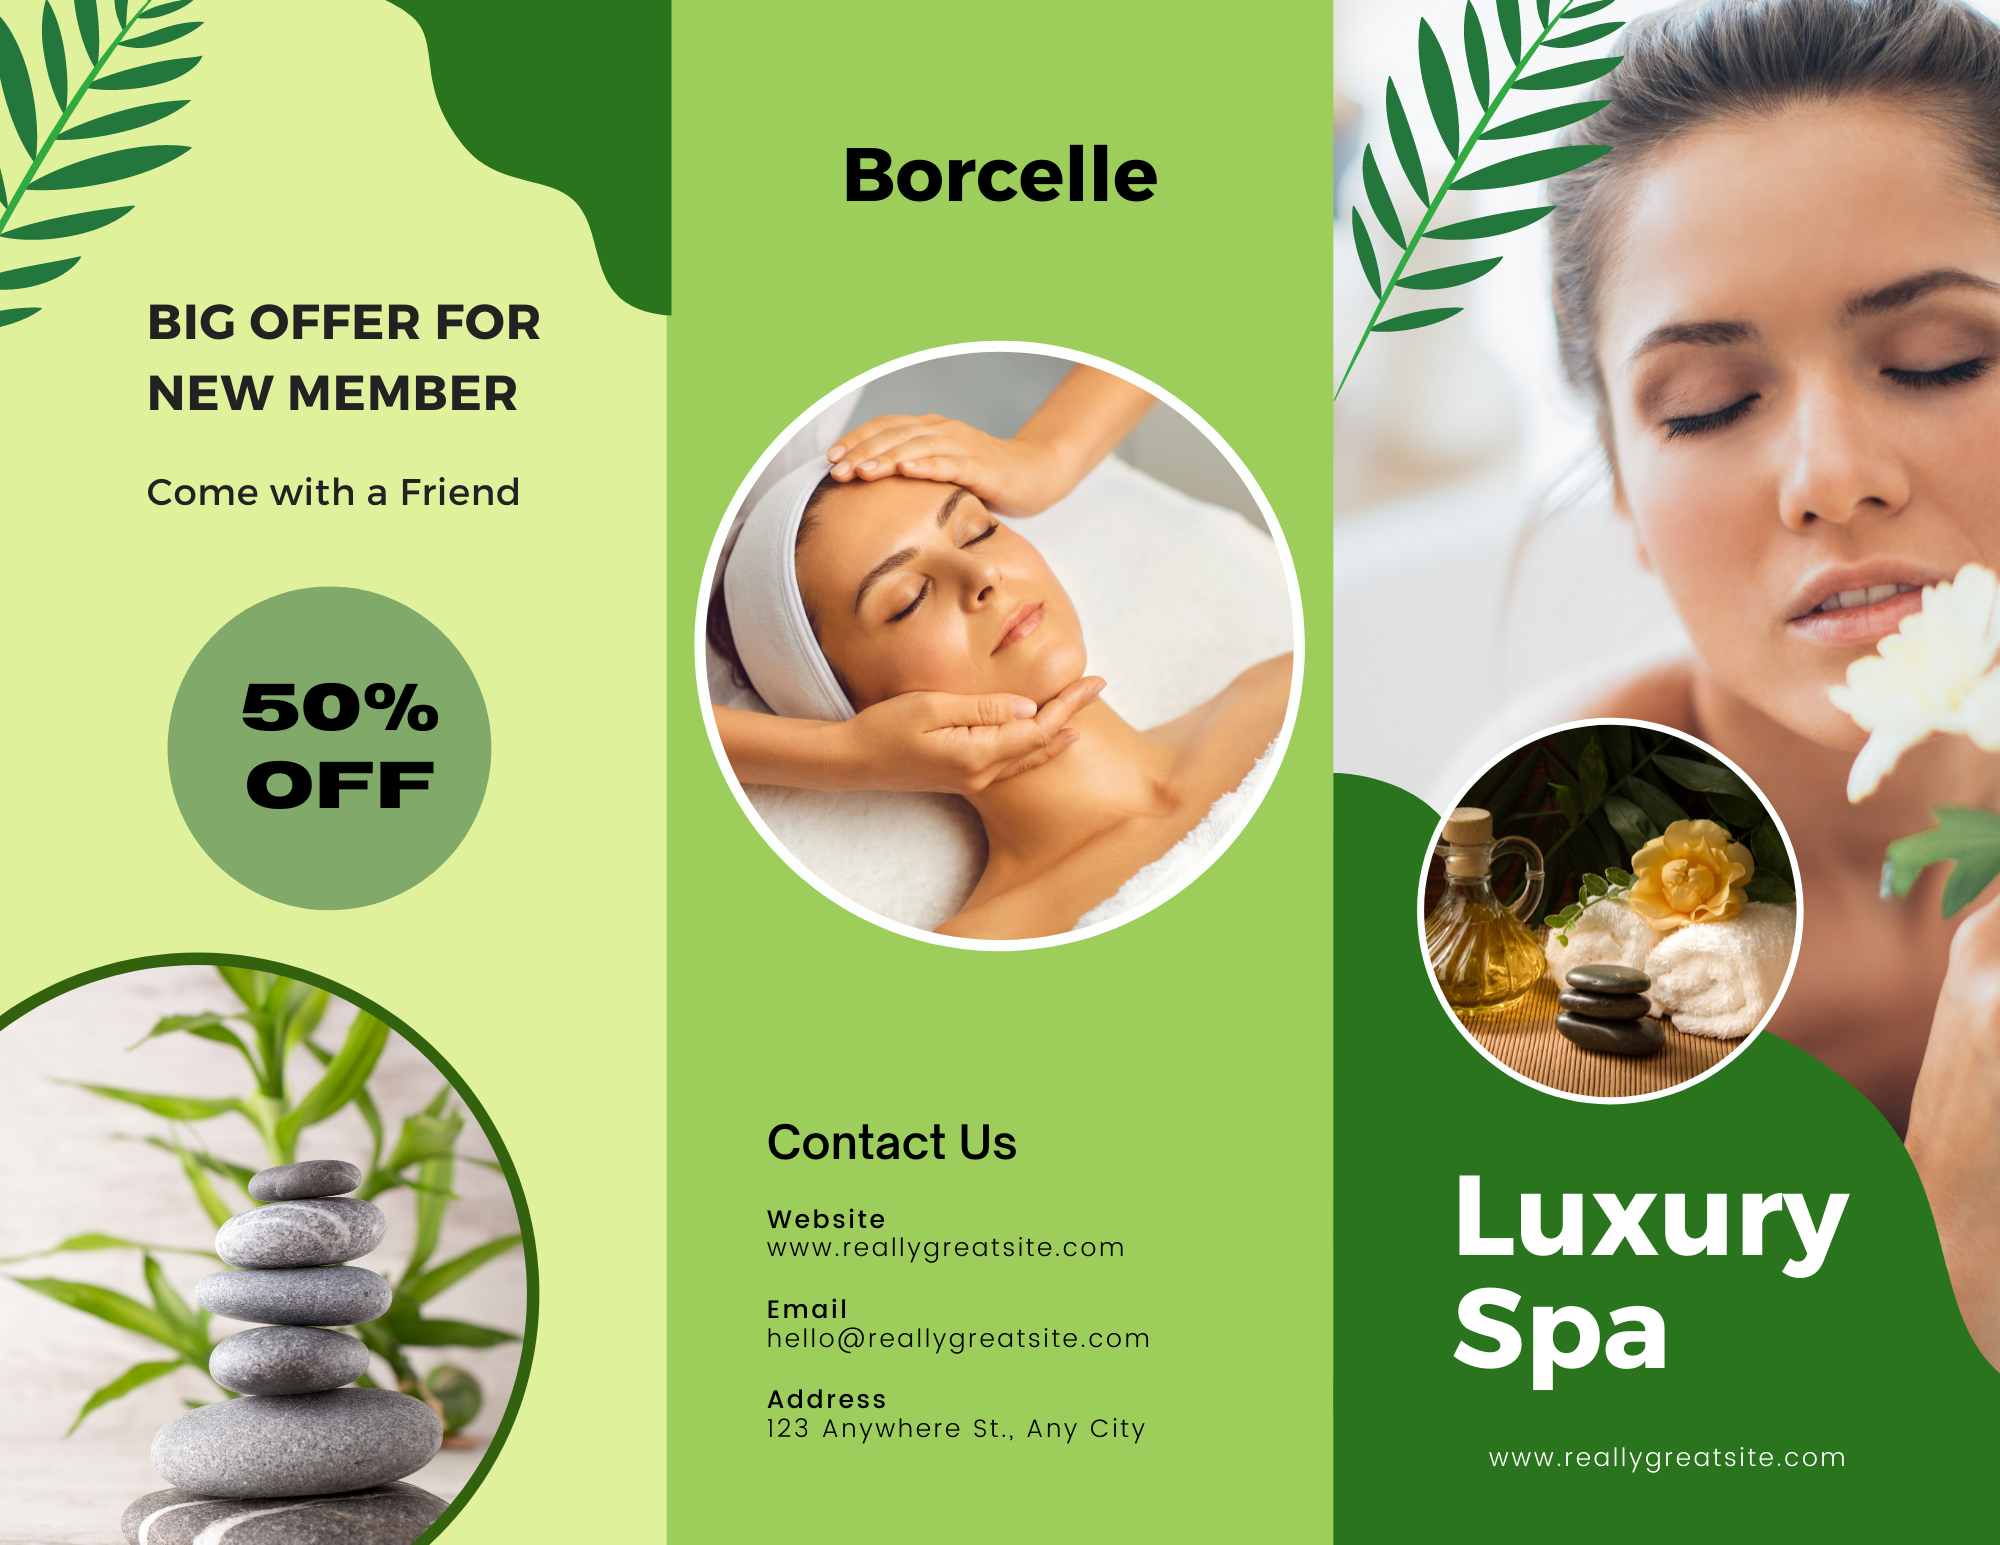 BIG OFFER FOR
NEW MEMBER
Come with a Friend
50%
OFF
Borcelle
Contact Us
Website
www.reallygreatsite.com
Email
hello@reallygreatsite.com
Address
123 Anywhere St., Any City
Luxury
Spa
www.reallygreatsite.com